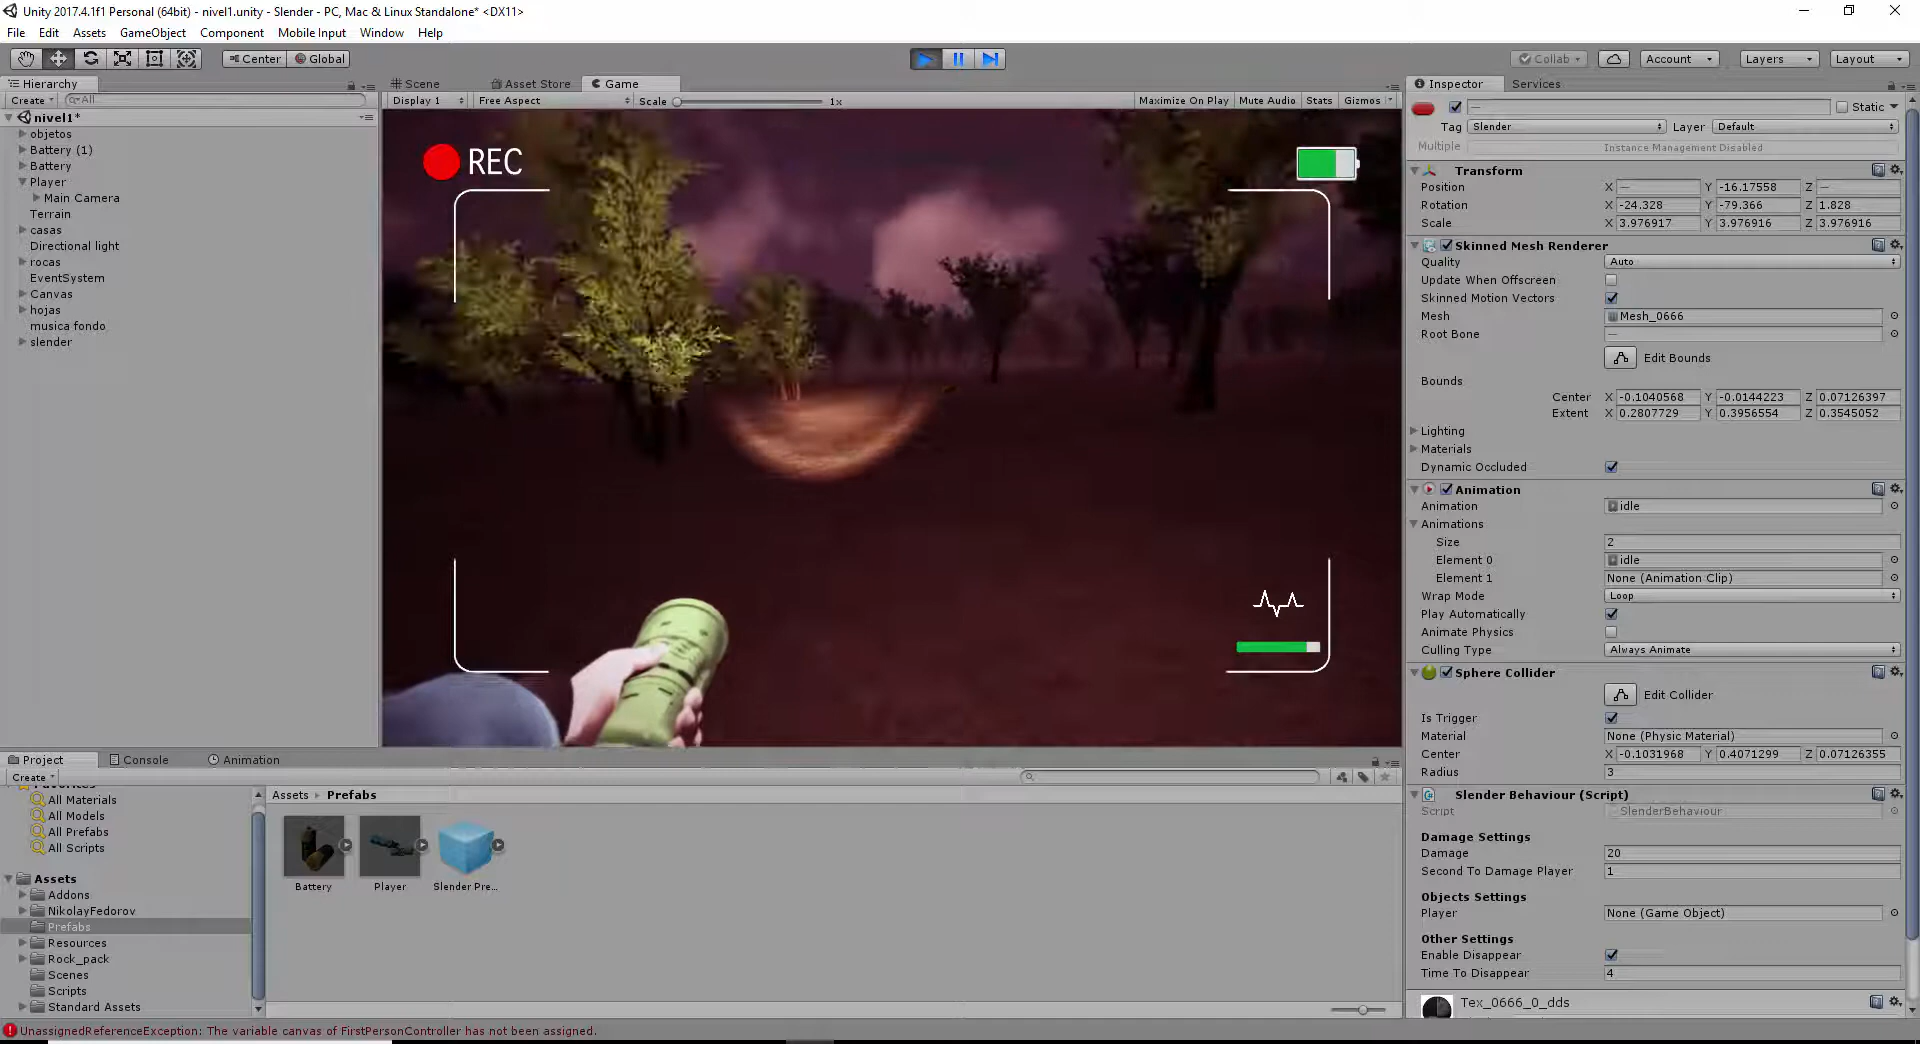 Unity 2017.4.1f1 Personal (64bit) - nivel1.unity - Slender - PC, Mac & Linux Standalone* <DX11>
File Edit Assets GameObject Component Mobile Input Window Help
Center Global
Collab Account Layers Layout
Hierarchy
Create All
nivel1*
objetos
Battery (1)
Battery
Player
Main Camera
Terrain
casas
Directional light
rocas
EventSystem
Canvas
hojas
musica fondo
slender
Scene Asset Store Game
Display 1 Free Aspect Scale 1x Maximize On Play Mute Audio Stats Gizmos
REC
Inspector Services
— Static
Tag Slender Layer Default
Multiple Instance Management Disabled
Transform
Position X — Y -16.17558 Z —
Rotation X -24.328 Y -79.366 Z 1.828
Scale X 3.976917 Y 3.976916 Z 3.976916
Skinned Mesh Renderer
Quality Auto
Update When Offscreen
Skinned Motion Vectors
Mesh Mesh_0666
Root Bone —
Edit Bounds
Bounds
Center X -0.1040568 Y -0.0144223 Z 0.07126397
Extent X 0.2807729 Y 0.3956554 Z 0.3545052
Lighting
Materials
Dynamic Occluded
Animation
Animation idle
Animations
Size 2
Element 0 idle
Element 1 None (Animation Clip)
Wrap Mode Loop
Play Automatically
Animate Physics
Culling Type Always Animate
Sphere Collider
Edit Collider
Is Trigger
Material None (Physic Material)
Center X -0.1031968 Y 0.4071299 Z 0.07126355
Radius 3
Slender Behaviour (Script)
Script SlenderBehaviour
Damage Settings
Damage 20
Second To Damage Player 1
Objects Settings
Player None (Game Object)
Other Settings
Enable Disappear
Time To Disappear 4
Tex_0666_0_dds
Project Console Animation
Create
Favorites
All Materials
All Models
All Prefabs
All Scripts
Assets
Addons
NikolayFedorov
Prefabs
Resources
Rock_pack
Scenes
Scripts
Standard Assets
Assets Prefabs
Battery Player Slender Pre...
UnassignedReferenceException: The variable canvas of FirstPersonController has not been assigned.